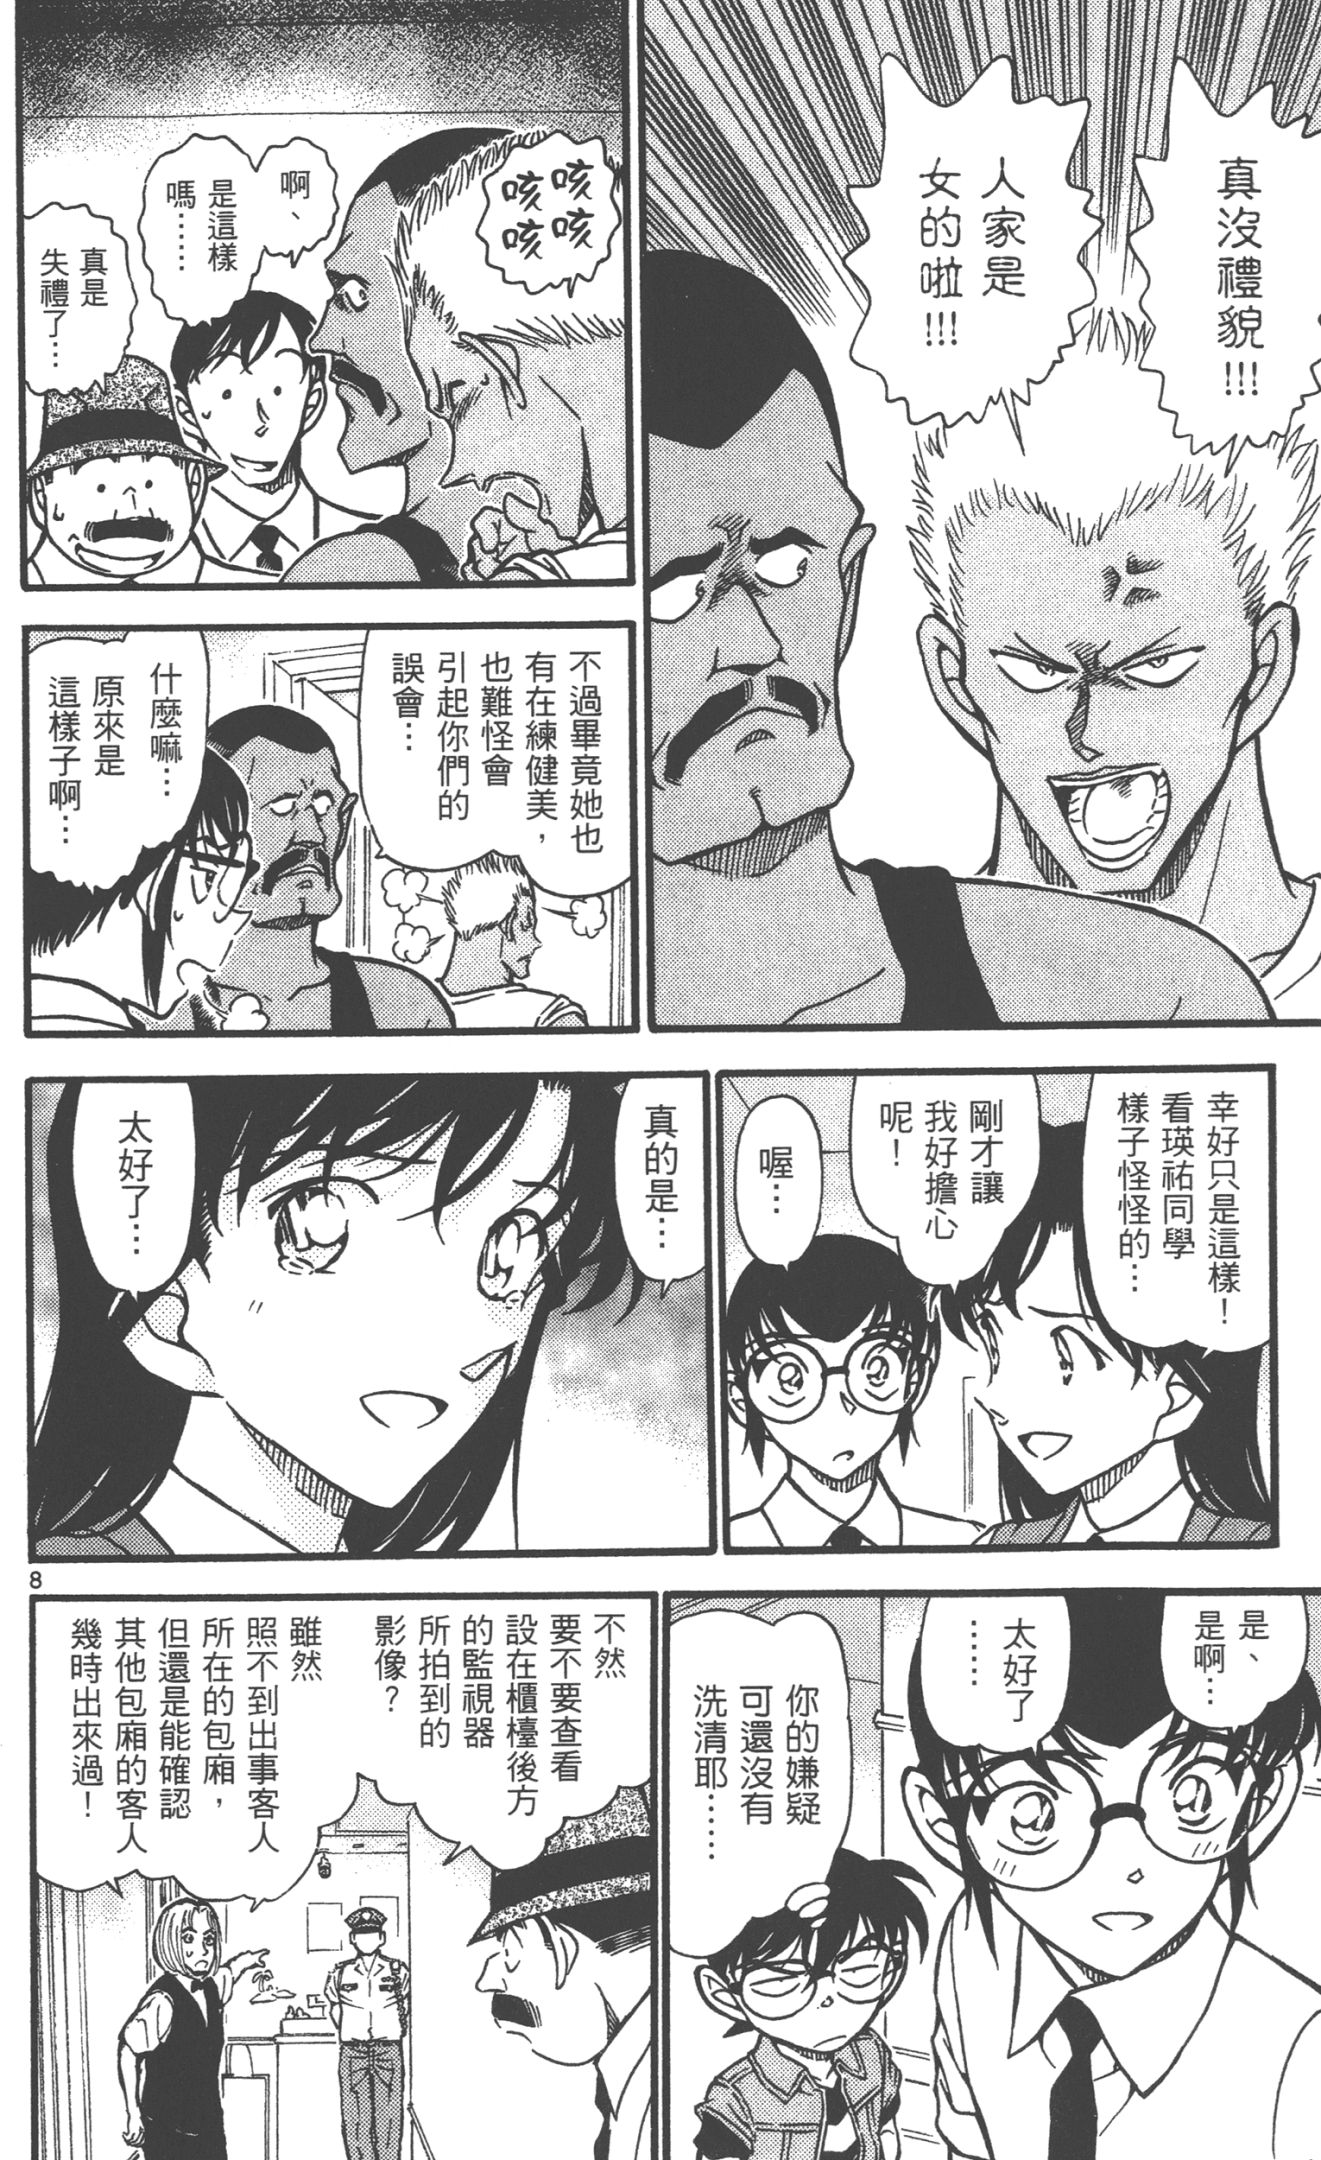 真沒禮貌!!!
人家是
女的啦!!!
咳咳
咳咳
啊、
是這樣
嗎……
真是
失禮了…
不過畢竟她也
有在練健美，
也難怪會
引起你們的
誤會…
什麼嘛…
原來是
這樣子啊…
幸好只是這樣！
看瑛祐同學
樣子怪怪的…
剛才讓
我好擔心
呢！
喔…
真的是…
太好了…
是、
是啊…
太好了
……
你的嫌疑
可還沒有
洗清耶……
不然
要不要查看
設在櫃檯後方
的監視器
所拍到的
影像？
雖然
照不到出事客人
所在的包廂，
但還是能確認
其他包廂的客人
幾時出來過！
8